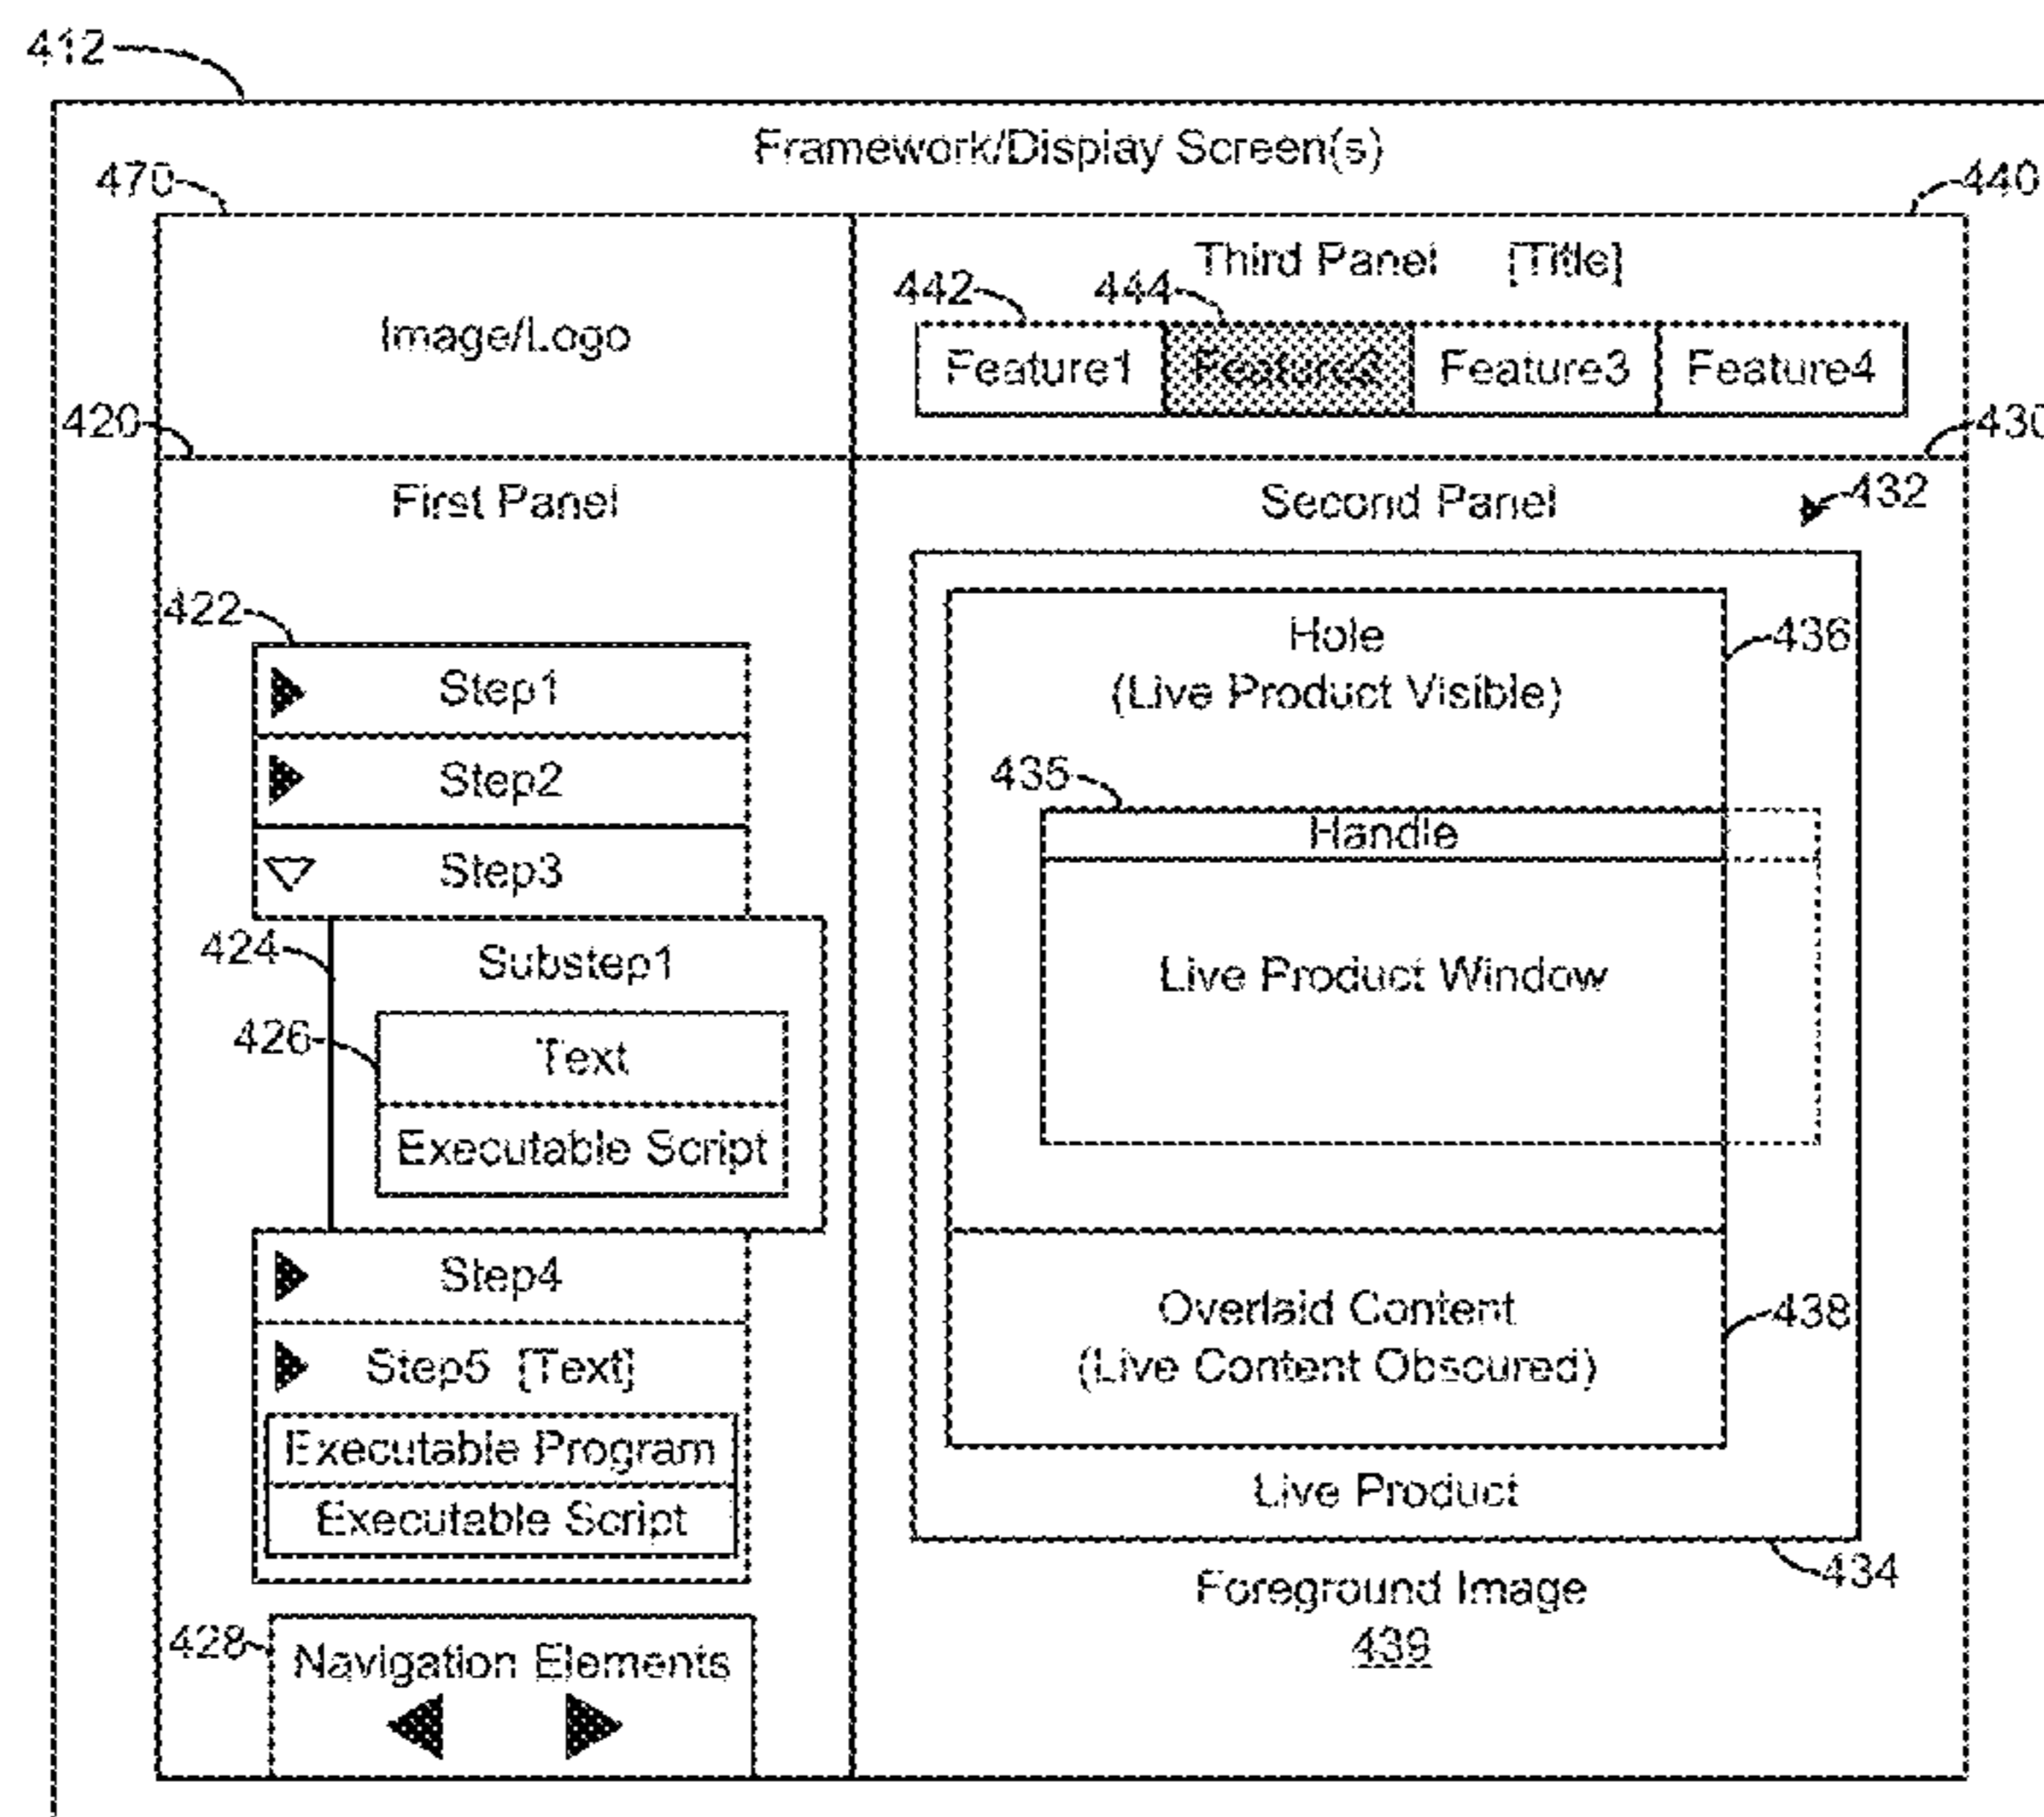 412
Framework/Display Screen(s)
470
440
Image/Logo
Third Panel [Title]
442
444
Feature1
Feature2
Feature3
Feature4
420
430
First Panel
Second Panel
432
422
Step1
Step2
Step3
424
Substep1
426
Text
Executable Script
Step4
Step5 [Text]
Executable Program
Executable Script
428
Navigation Elements
Hole
(Live Product Visible)
436
435
Handle
Live Product Window
Overlaid Content
(Live Content Obscured)
438
Live Product
434
Foreground Image
439